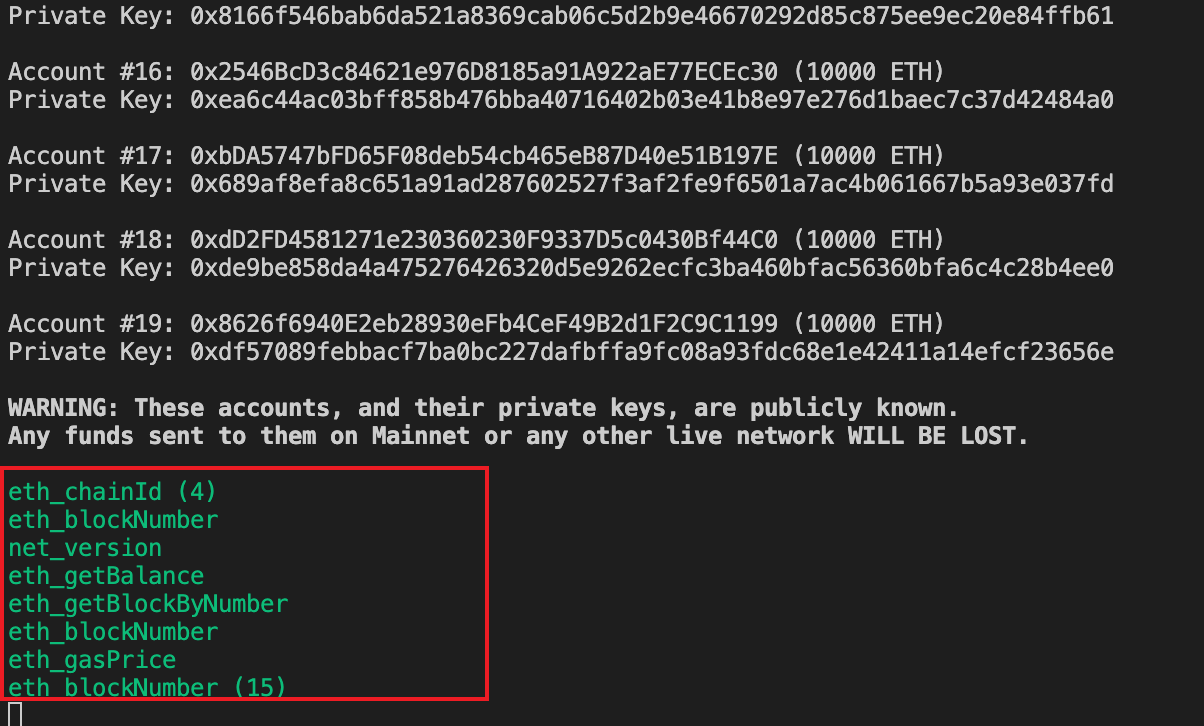 Private Key: 0x8166f546bab6da521a8369cab06c5d2b9e46670292d85c875ee9ec20e84ffb61
Account #16: 0x2546BcD3c84621e976D8185a91A922aE77ECEc30 (10000 ETH)
Private Key: 0xea6c44ac03bff858b476bba40716402b03e41b8e97e276d1baec7c37d42484a0
Account #17: 0xbDA5747bFD65F08deb54cb465eB87D40e51B197E (10000 ETH)
Private Key: 0x689af8efa8c651a91ad287602527f3af2fe9f6501a7ac4b061667b5a93e037fd
Account #18: 0xdD2FD4581271e230360230F9337D5c0430Bf44C0 (10000 ETH)
Private Key: 0xde9be858da4a475276426320d5e9262ecfc3ba460bfac56360bfa6c4c28b4ee0
Account #19: 0x8626f6940E2eb28930eFb4CeF49B2d1F2C9C1199 (10000 ETH)
Private Key: 0xdf57089febbacf7ba0bc227dafbffa9fc08a93fdc68e1e42411a14efcf23656e
WARNING: These accounts, and their private keys, are publicly known.
Any funds sent to them on Mainnet or any other live network WILL BE LOST.
eth_chainId (4)
eth_blockNumber
net_version
eth_getBalance
eth_getBlockByNumber
eth_blockNumber
eth_gasPrice
eth_blockNumber (15)